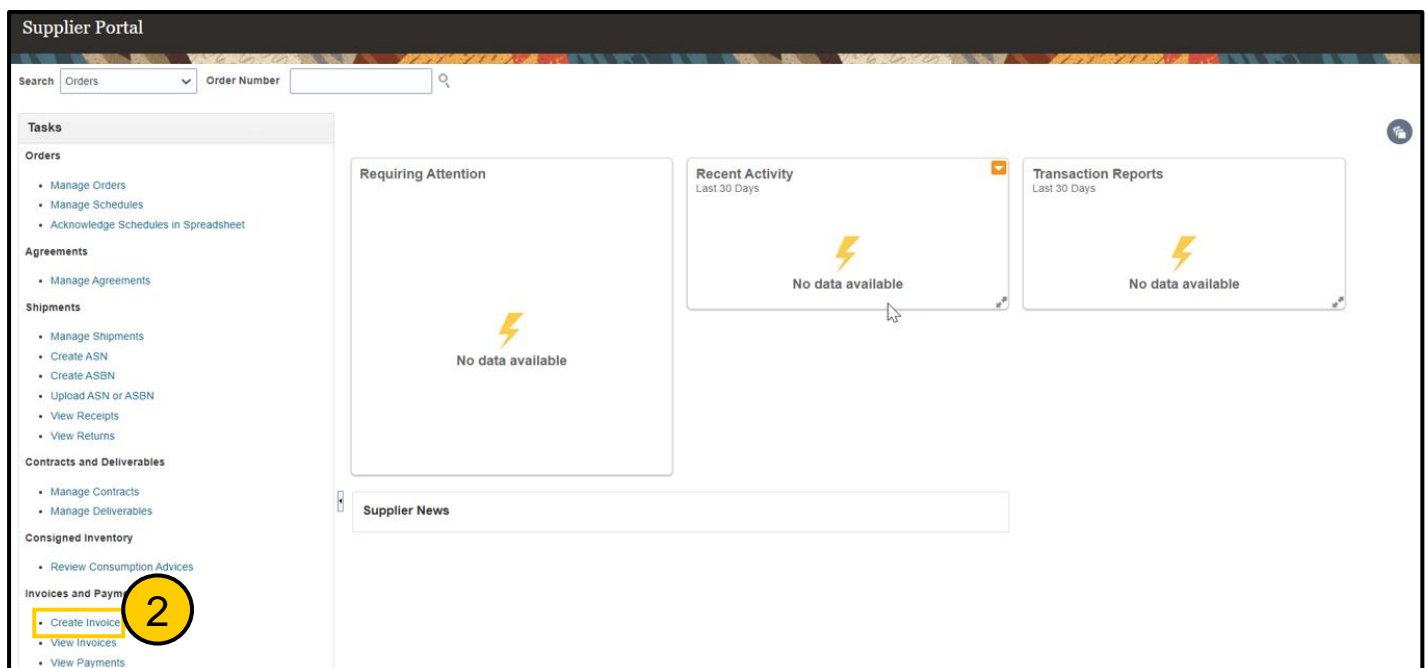 Supplier Portal
Search Orders Order Number
Tasks
Orders
• Manage Orders
• Manage Schedules
• Acknowledge Schedules in Spreadsheet
Agreements
• Manage Agreements
Shipments
• Manage Shipments
• Create ASN
• Create ASBN
• Upload ASN or ASBN
• View Receipts
• View Returns
Contracts and Deliverables
• Manage Contracts
• Manage Deliverables
Consigned Inventory
• Review Consumption Advices
Invoices and Paym
• Create Invoice
2
• View Invoices
• View Payments
Requiring Attention
No data available
Recent Activity
Last 30 Days
No data available
Transaction Reports
Last 30 Days
No data available
Supplier News